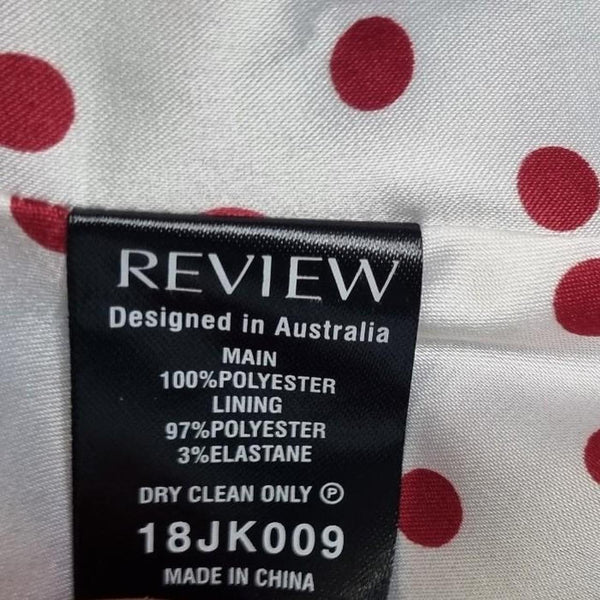 REVIEW
Designed in Australia
MAIN
100%POLYESTER
LINING
97%POLYESTER
3%ELASTANE
DRY CLEAN ONLY Ⓟ
18JK009
MADE IN CHINA